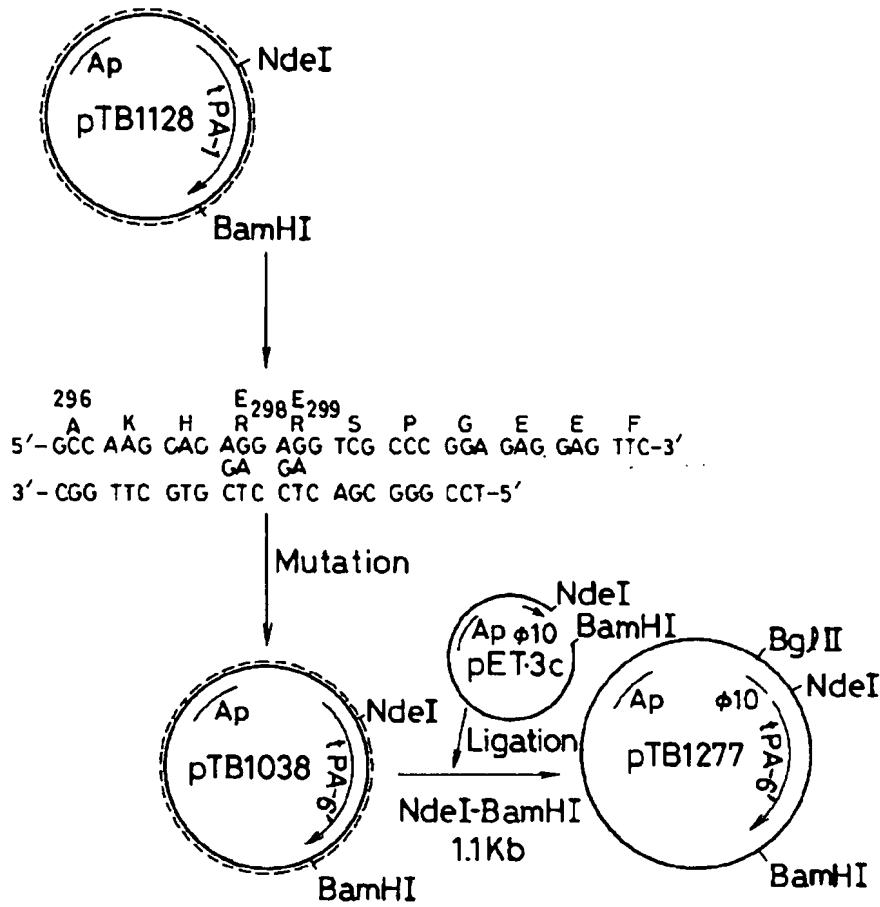 Ap
NdeI
tPA-1
pTB1128
BamHI
296 E 298 E 299
A K H R R S P G E E F
5'-GCC AAG CAC AGG AGG TCG CCC GGA GAG GAG TTC-3'
GA GA
3'-CGG TTC GTG CTC CTC AGC GGG CCT-5'
Mutation
NdeI
Ap φ10
BamHI
pET-3c
BglII
Ap
NdeI
Ap φ10
NdeI
pTB1038
tPA-6'
Ligation
pTB1277
tPA-6'
NdeI-BamHI
1.1Kb
BamHI
BamHI